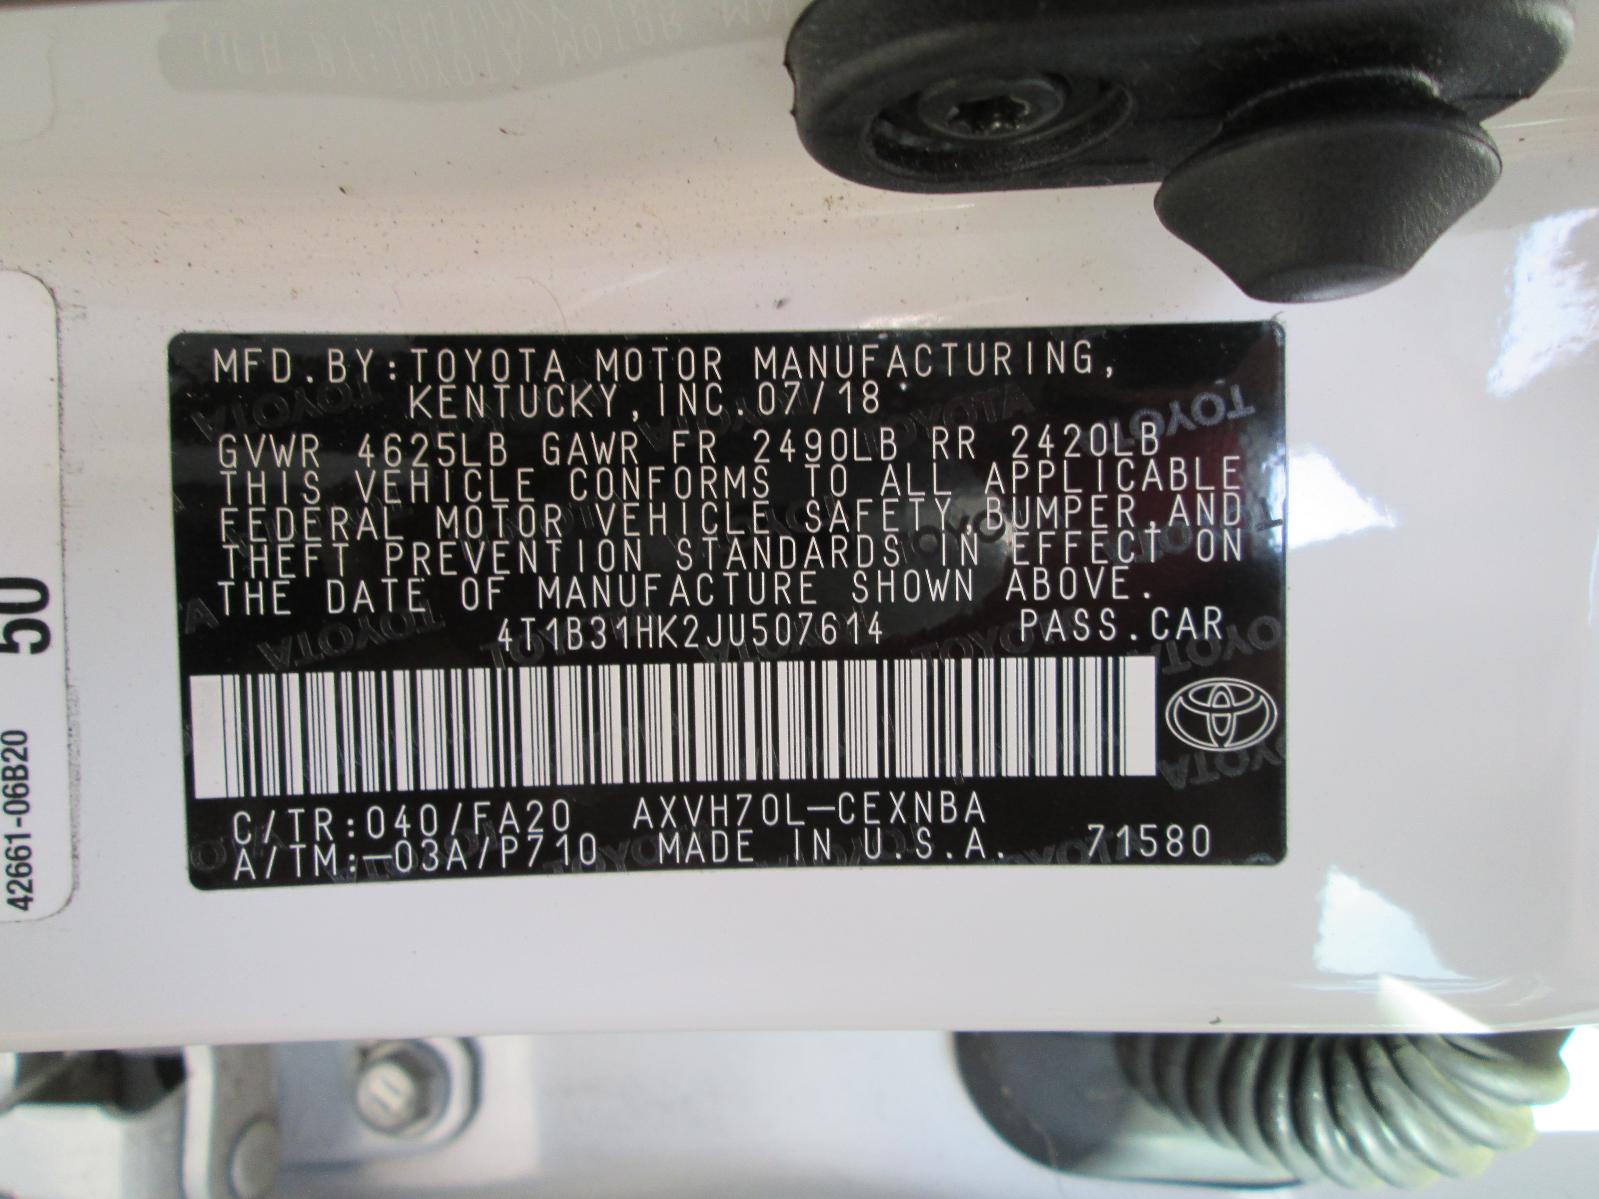 MFD.BY:TOYOTA MOTOR MANUFACTURING,
KENTUCKY,INC.07/18
GVWR 4625LB GAWR FR 2490LB RR 2420LB
THIS VEHICLE CONFORMS TO ALL APPLICABLE
FEDERAL MOTOR VEHICLE SAFETY,BUMPER,AND
THEFT PREVENTION STANDARDS IN EFFECT ON
THE DATE OF MANUFACTURE SHOWN ABOVE.
4T1B31HK2JU507614 PASS.CAR
C/TR:040/FA20 AXVH70L-CEXNBA
A/TM:-03A/P710 MADE IN U.S.A. 71580
50
42661-06B20